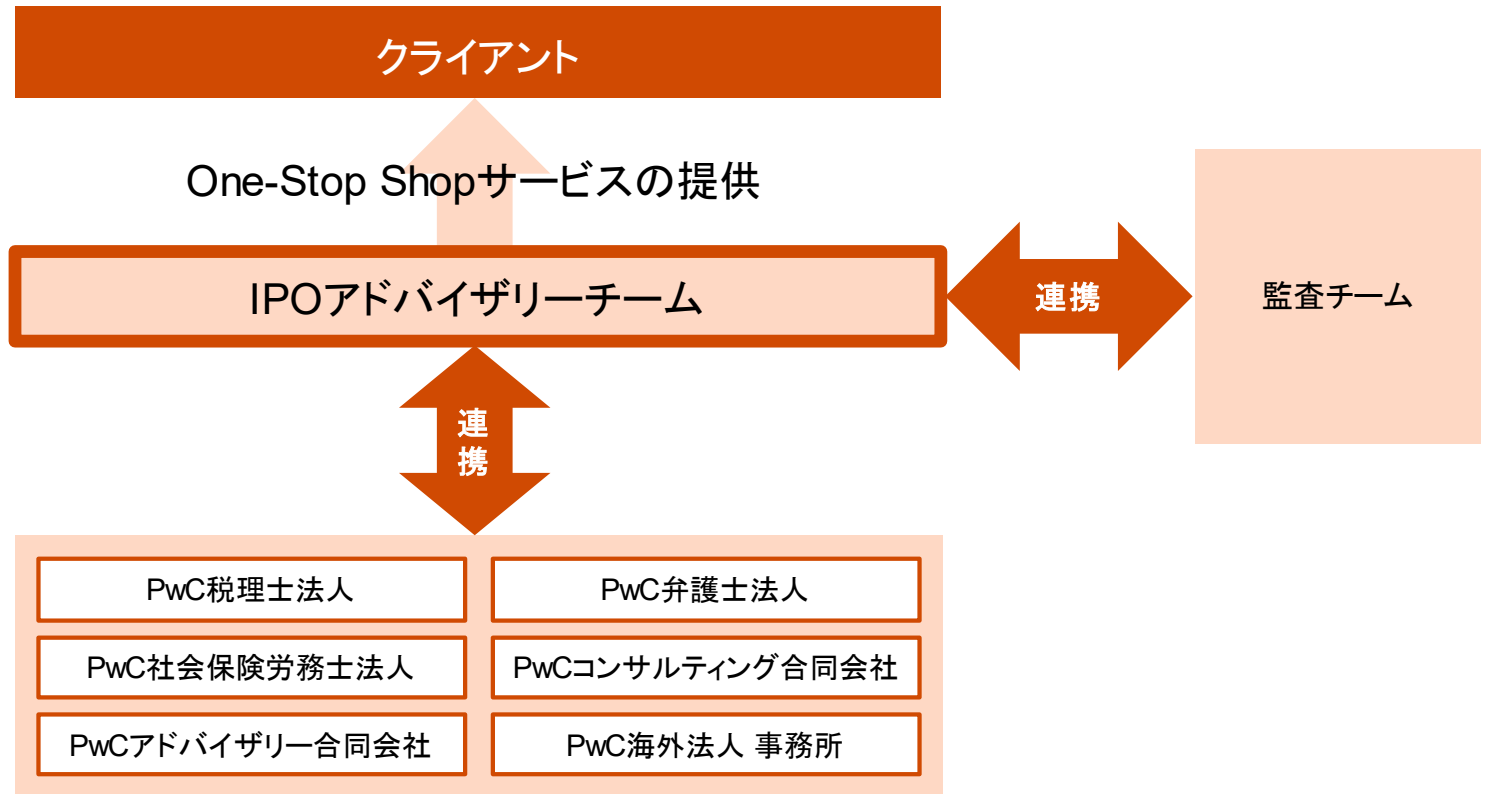 クライアント
One-Stop Shopサービスの提供
IPOアドバイザリーチーム
連携
監査チーム
連
携
PwC税理士法人
PwC弁護士法人
PwC社会保険労務士法人
PwCコンサルティング合同会社
PwCアドバイザリー合同会社
PwC海外法人 事務所